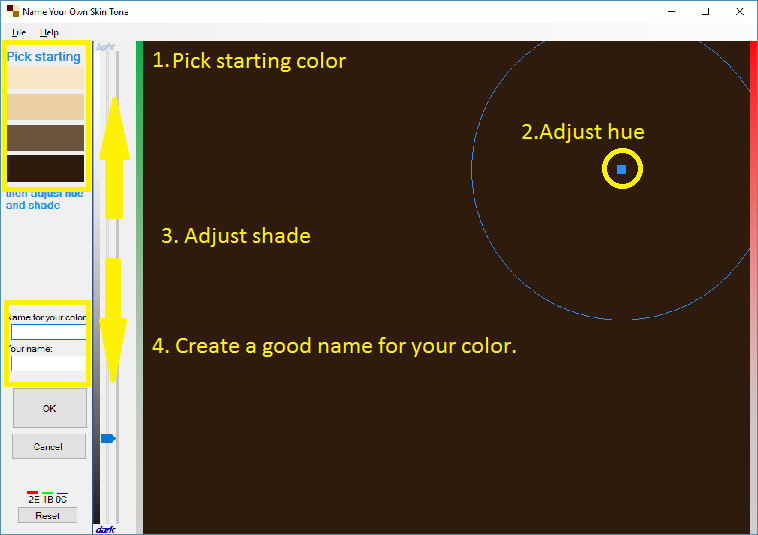 Name Your Own Skin Tone
File Help
Pick starting
then adjust hue
and shade
Name for your color
Your name:
OK
Cancel
2E 1B 0C
Reset
light
dark
1. Pick starting color
2.Adjust hue
3. Adjust shade
4. Create a good name for your color.